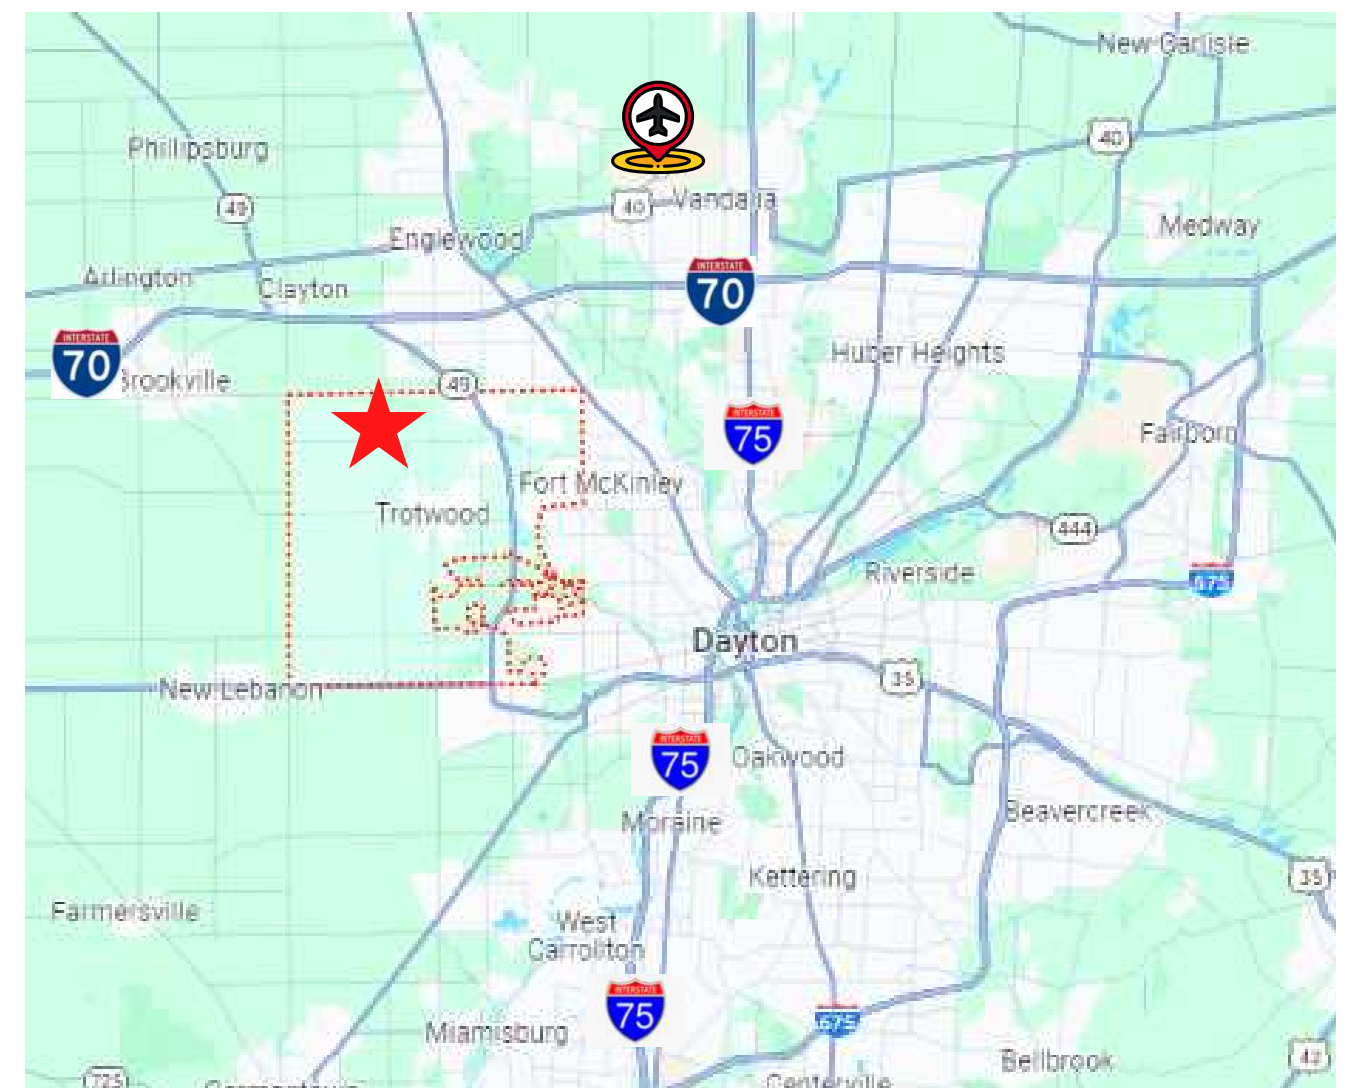 New Carlisle
40
Phillipsburg
49
40
Vandalia
Medway
Englewood
Arlington
Clayton
INTERSTATE
70
INTERSTATE
70
Brookville
Huber Heights
49
INTERSTATE
75
Fairborn
Fort McKinley
Trotwood
444
Riverside
675
Dayton
35
New Lebanon
INTERSTATE
75
Oakwood
Moraine
Beavercreek
Kettering
35
Farmersville
West
Carrollton
INTERSTATE
75
675
Miamisburg
Bellbrook
42
725
Germantown
Centerville